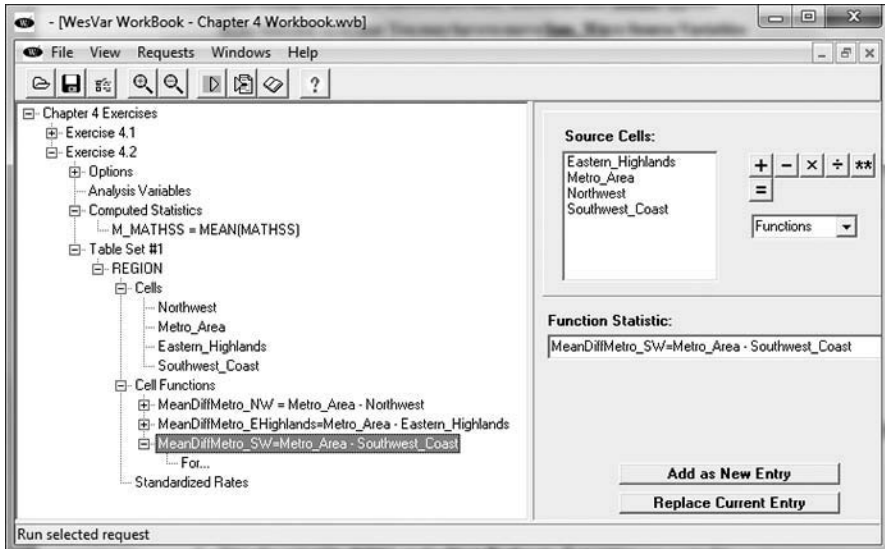 - [WesVar WorkBook - Chapter 4 Workbook.wvb]
File View Requests Windows Help
Chapter 4 Exercises
Exercise 4.1
Exercise 4.2
Options
Analysis Variables
Computed Statistics
M_MATHSS = MEAN(MATHSS)
Table Set #1
REGION
Cells
Northwest
Metro_Area
Eastern_Highlands
Southwest_Coast
Cell Functions
MeanDiffMetro_NW = Metro_Area - Northwest
MeanDiffMetro_EHighlands=Metro_Area - Eastern_Highlands
MeanDiffMetro_SW=Metro_Area - Southwest_Coast
For...
Standardized Rates
Source Cells:
Eastern_Highlands
Metro_Area
Northwest
Southwest_Coast
+ - × ÷ **
=
Functions
Function Statistic:
MeanDiffMetro_SW=Metro_Area - Southwest_Coast
Add as New Entry
Replace Current Entry
Run selected request